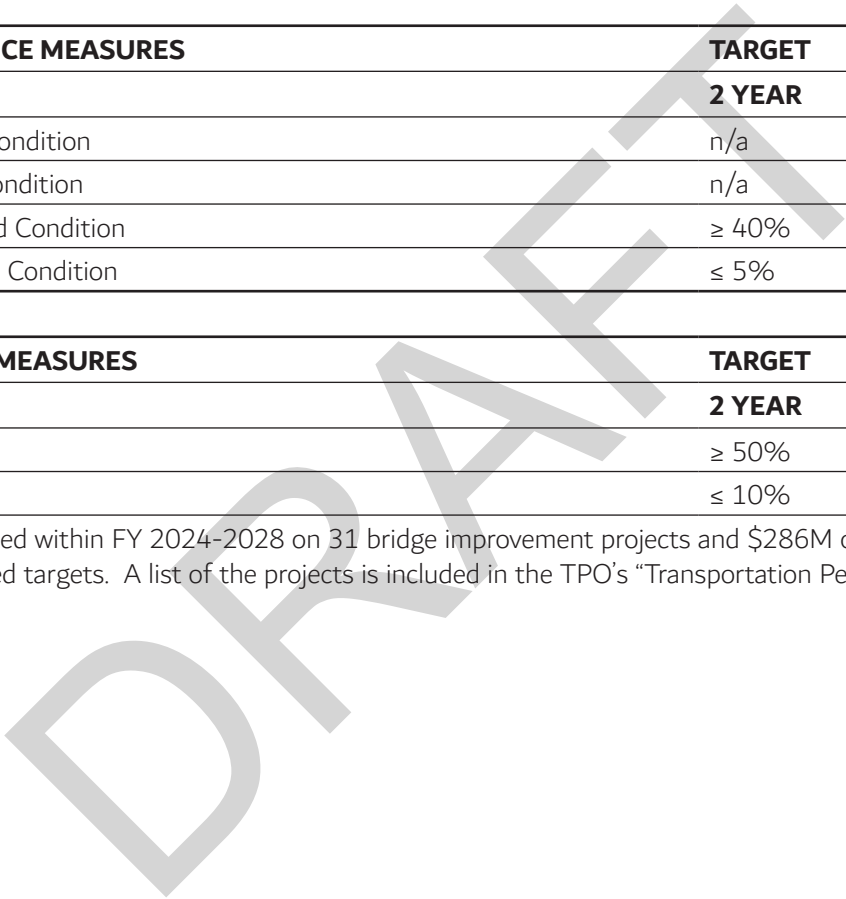 CE MEASURES TARGET
2 YEAR
ondition n/a
ondition n/a
d Condition ≥ 40%
Condition ≤ 5%
MEASURES TARGET
2 YEAR
≥ 50%
≤ 10%
ed within FY 2024-2028 on 31 bridge improvement projects and $286M
ed targets. A list of the projects is included in the TPO’s “Transportation Pe
DRAFT